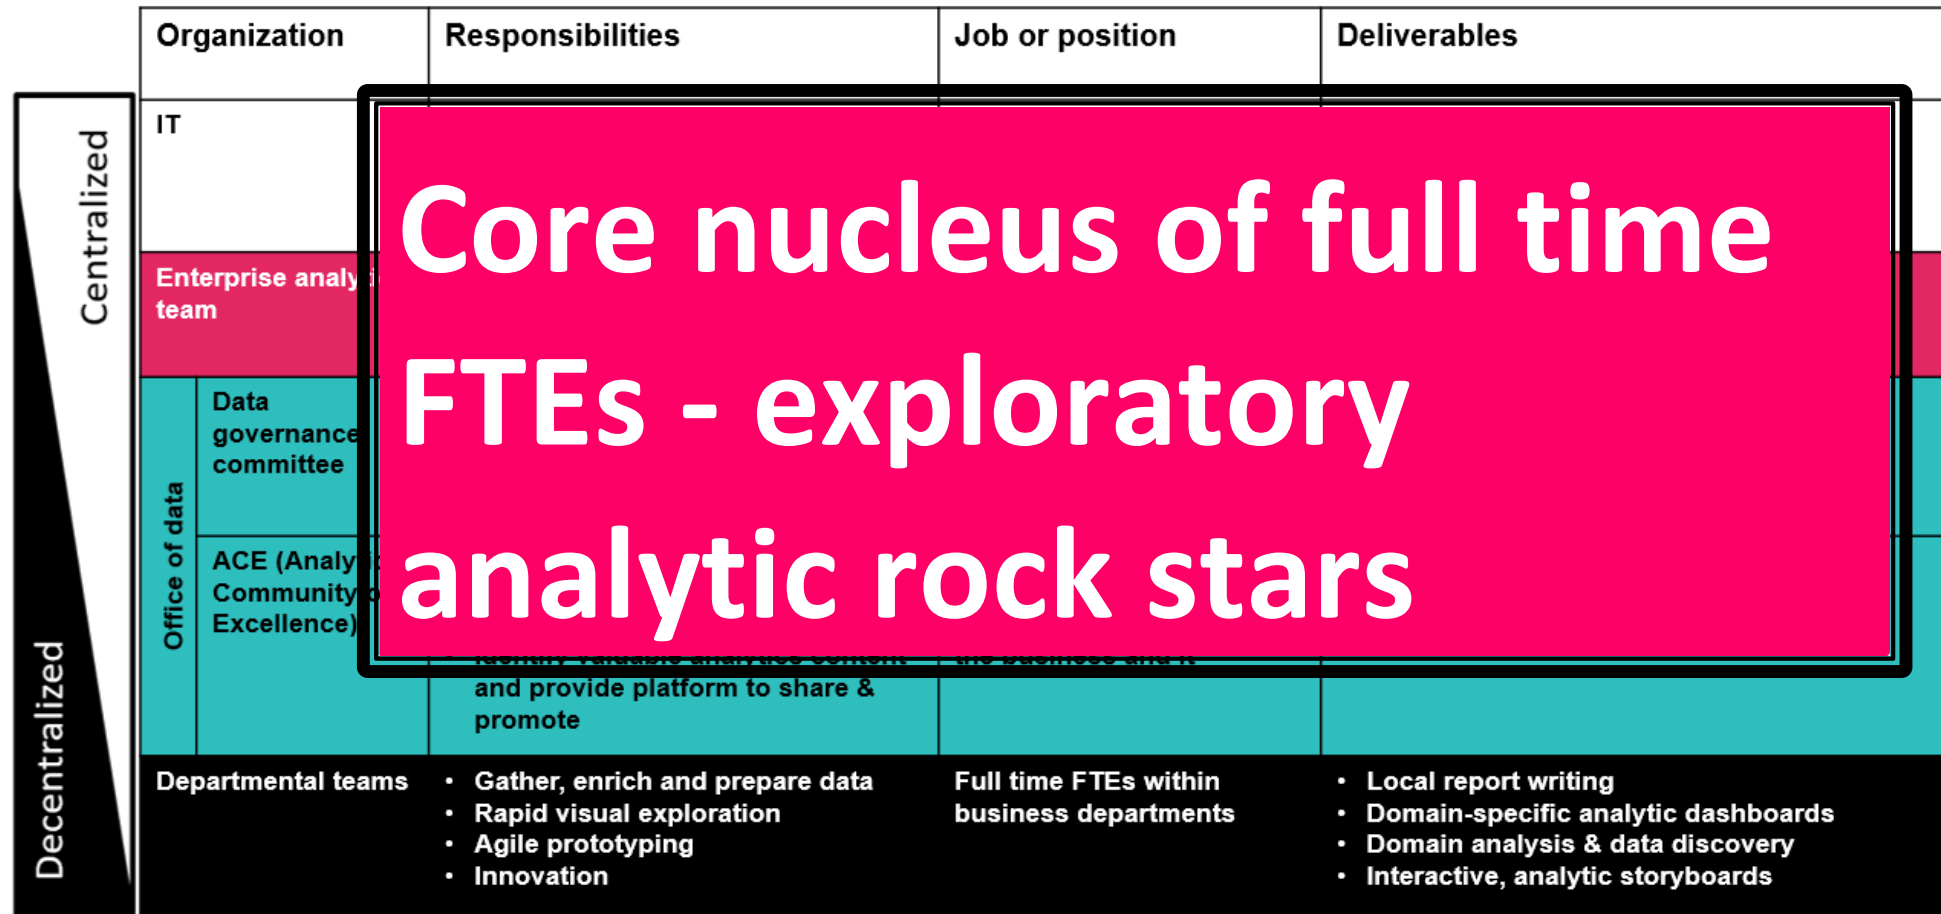 Organization
Responsibilities
Job or position
Deliverables
Centralized
Decentralized
IT
Core nucleus of full time
FTEs - exploratory
analytic rock stars
Enterprise
team
Office of data
Data
governance
committee
ACE
Community
Excellence)
and provide platform to share &
promote
Departmental teams
• Gather, enrich and prepare data
• Rapid visual exploration
• Agile prototyping
• Innovation
Full time FTEs within
business departments
• Local report writing
• Domain-specific analytic dashboards
• Domain analysis & data discovery
• Interactive, analytic storyboards